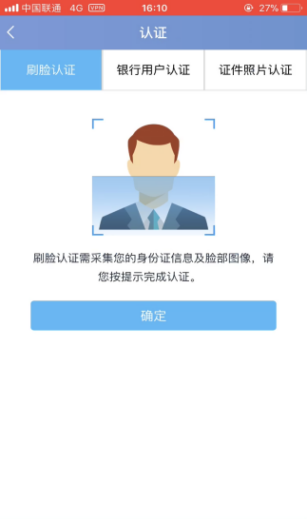 中国联通 4G VPN 16:10 27%
认证
刷脸认证 银行用户认证 证件照片认证
刷脸认证需采集您的身份证信息及脸部图像，请
您按提示完成认证。
确定